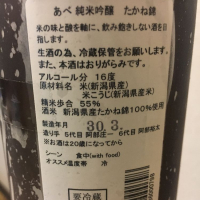 あべ 純米吟醸 たかね錦
米の味と酸を軸に、飲み飽きしない酒を目
指します。
生酒の為、冷蔵保管をお願いします。
また、本酒はおりがらみです。
アルコール分 16度
原材料名 米(新潟県産)
米こうじ(新潟県産米)
精米歩合 55%
酒米 新潟県産たかね錦100%使用
製造年月 30.3.
造り手 5代目 阿部庄一 6代目 阿部裕太
※お酒は20歳になってから
シーン 食中(with food)
オススメ温度帯 冷
要冷蔵